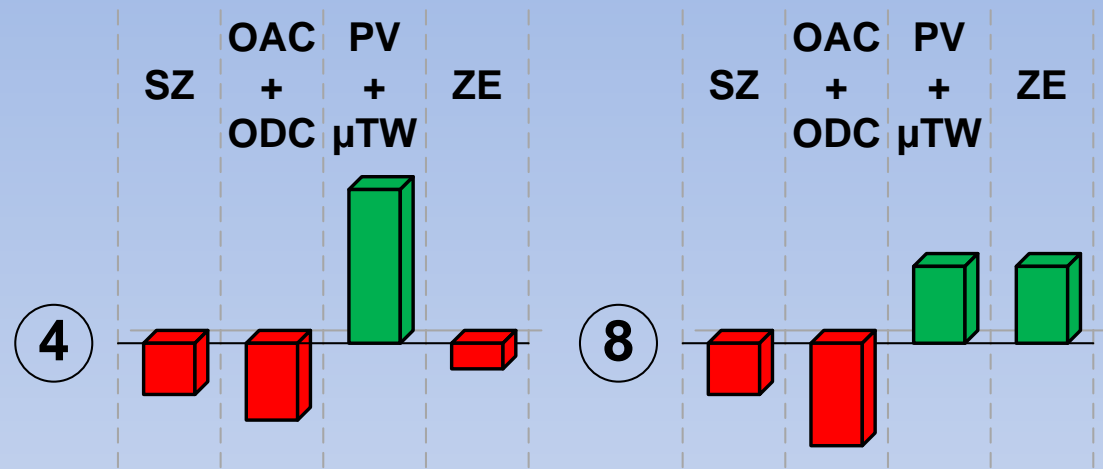 OAC PV
SZ + + ZE
ODC µTW
4
OAC PV
SZ + + ZE
ODC µTW
8